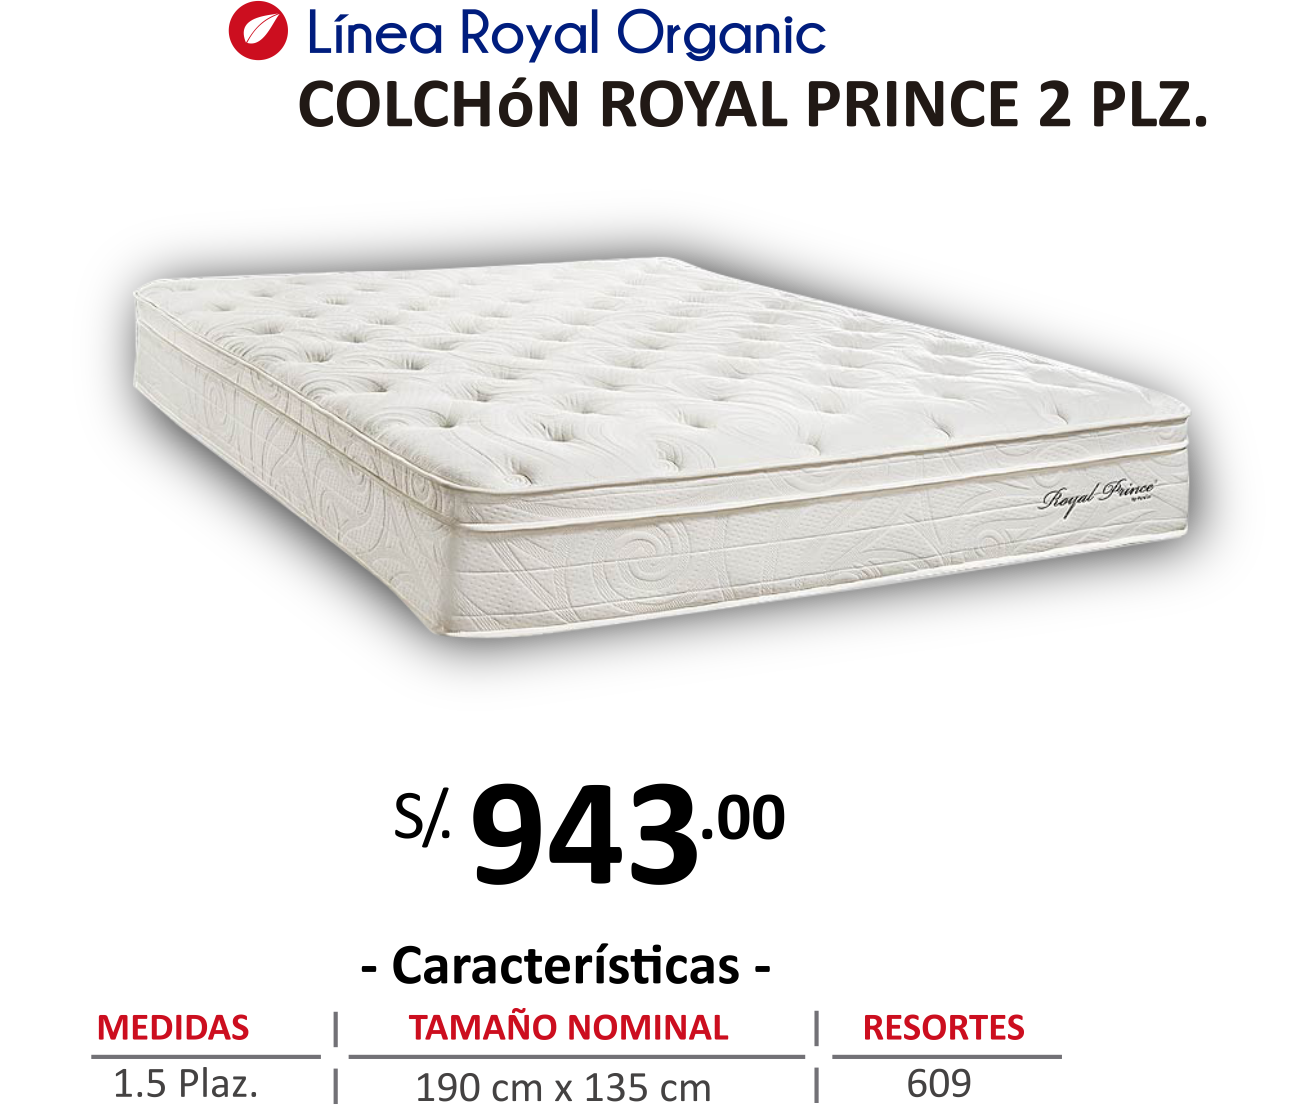 Línea Royal Organic
COLCHóN ROYAL PRINCE 2 PLZ.
Royal Prince
S/. 943.00
- Características -
MEDIDAS | TAMAÑO NOMINAL | RESORTES
1.5 Plaz. | 190 cm x 135 cm | 609